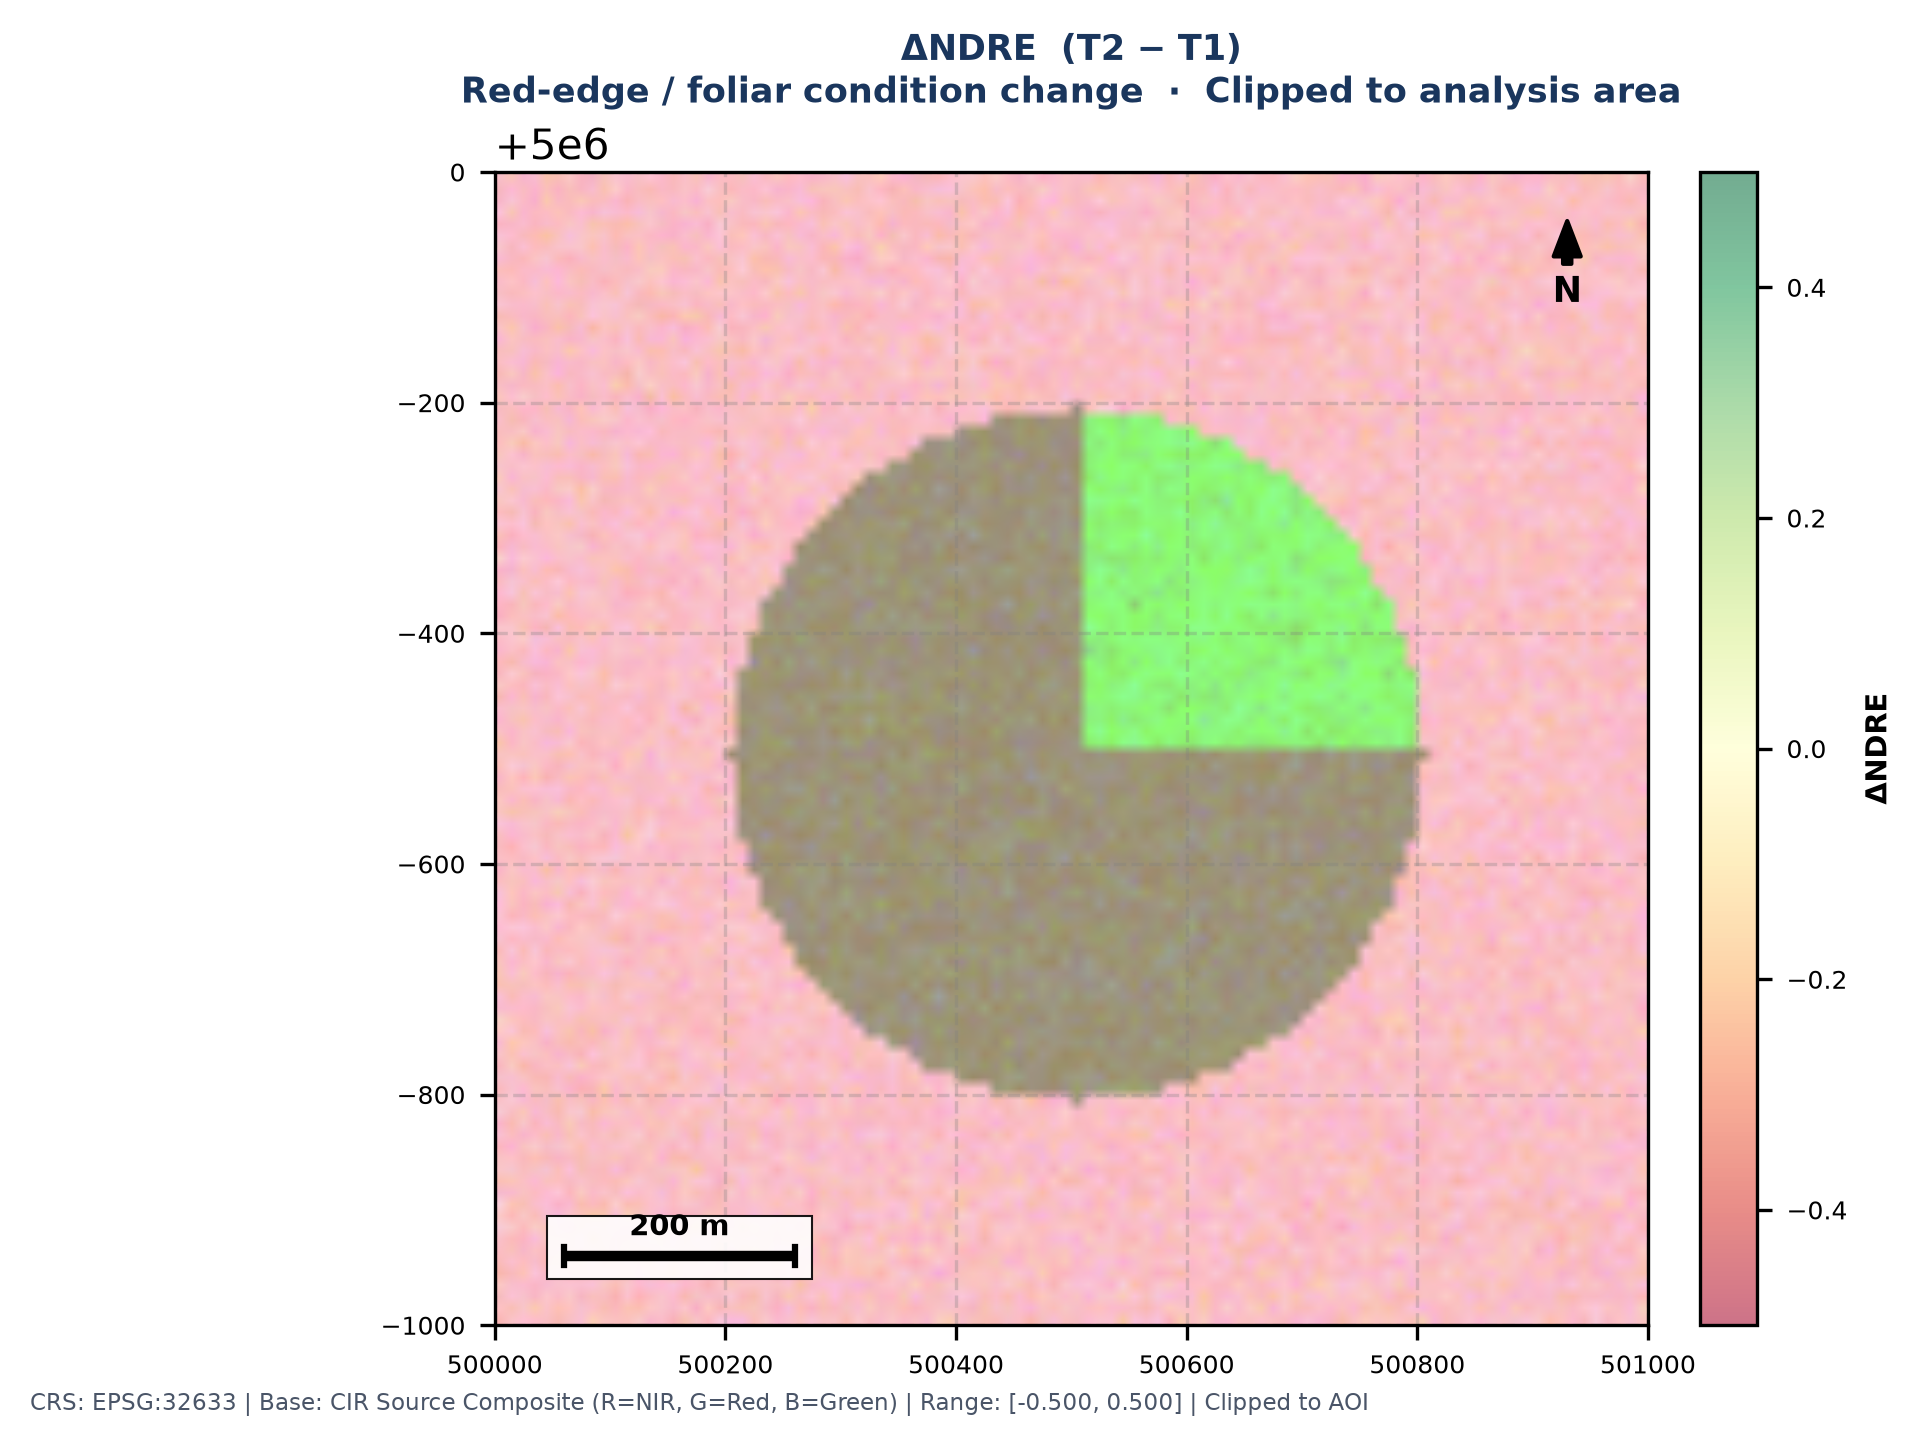 ΔNDRE (T2 − T1)
Red-edge / foliar condition change · Clipped to analysis area
+5e6
0
−200
−400
−600
−800
−1000
500000
500200
500400
500600
500800
501000
N
200 m
0.4
0.2
0.0
−0.2
−0.4
ΔNDRE
CRS: EPSG:32633 | Base: CIR Source Composite (R=NIR, G=Red, B=Green) | Range: [-0.500, 0.500] | Clipped to AOI